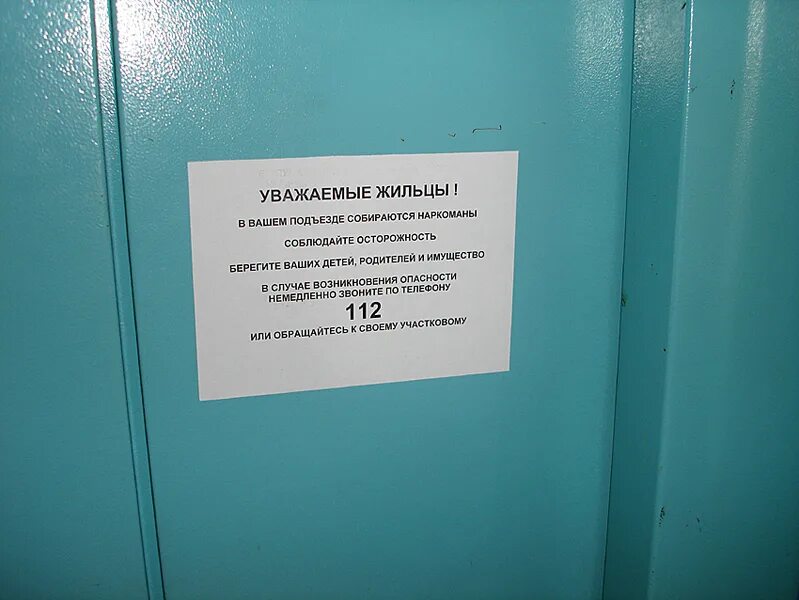 УВАЖАЕМЫЕ ЖИЛЬЦЫ !
В ВАШЕМ ПОДЪЕЗДЕ СОБИРАЮТСЯ НАРКОМАНЫ
СОБЛЮДАЙТЕ ОСТОРОЖНОСТЬ
БЕРЕГИТЕ ВАШИХ ДЕТЕЙ, РОДИТЕЛЕЙ И ИМУЩЕСТВО
В СЛУЧАЕ ВОЗНИКНОВЕНИЯ ОПАСНОСТИ
НЕМЕДЛЕННО ЗВОНИТЕ ПО ТЕЛЕФОНУ
112
ИЛИ ОБРАЩАЙТЕСЬ К СВОЕМУ УЧАСТКОВОМУ